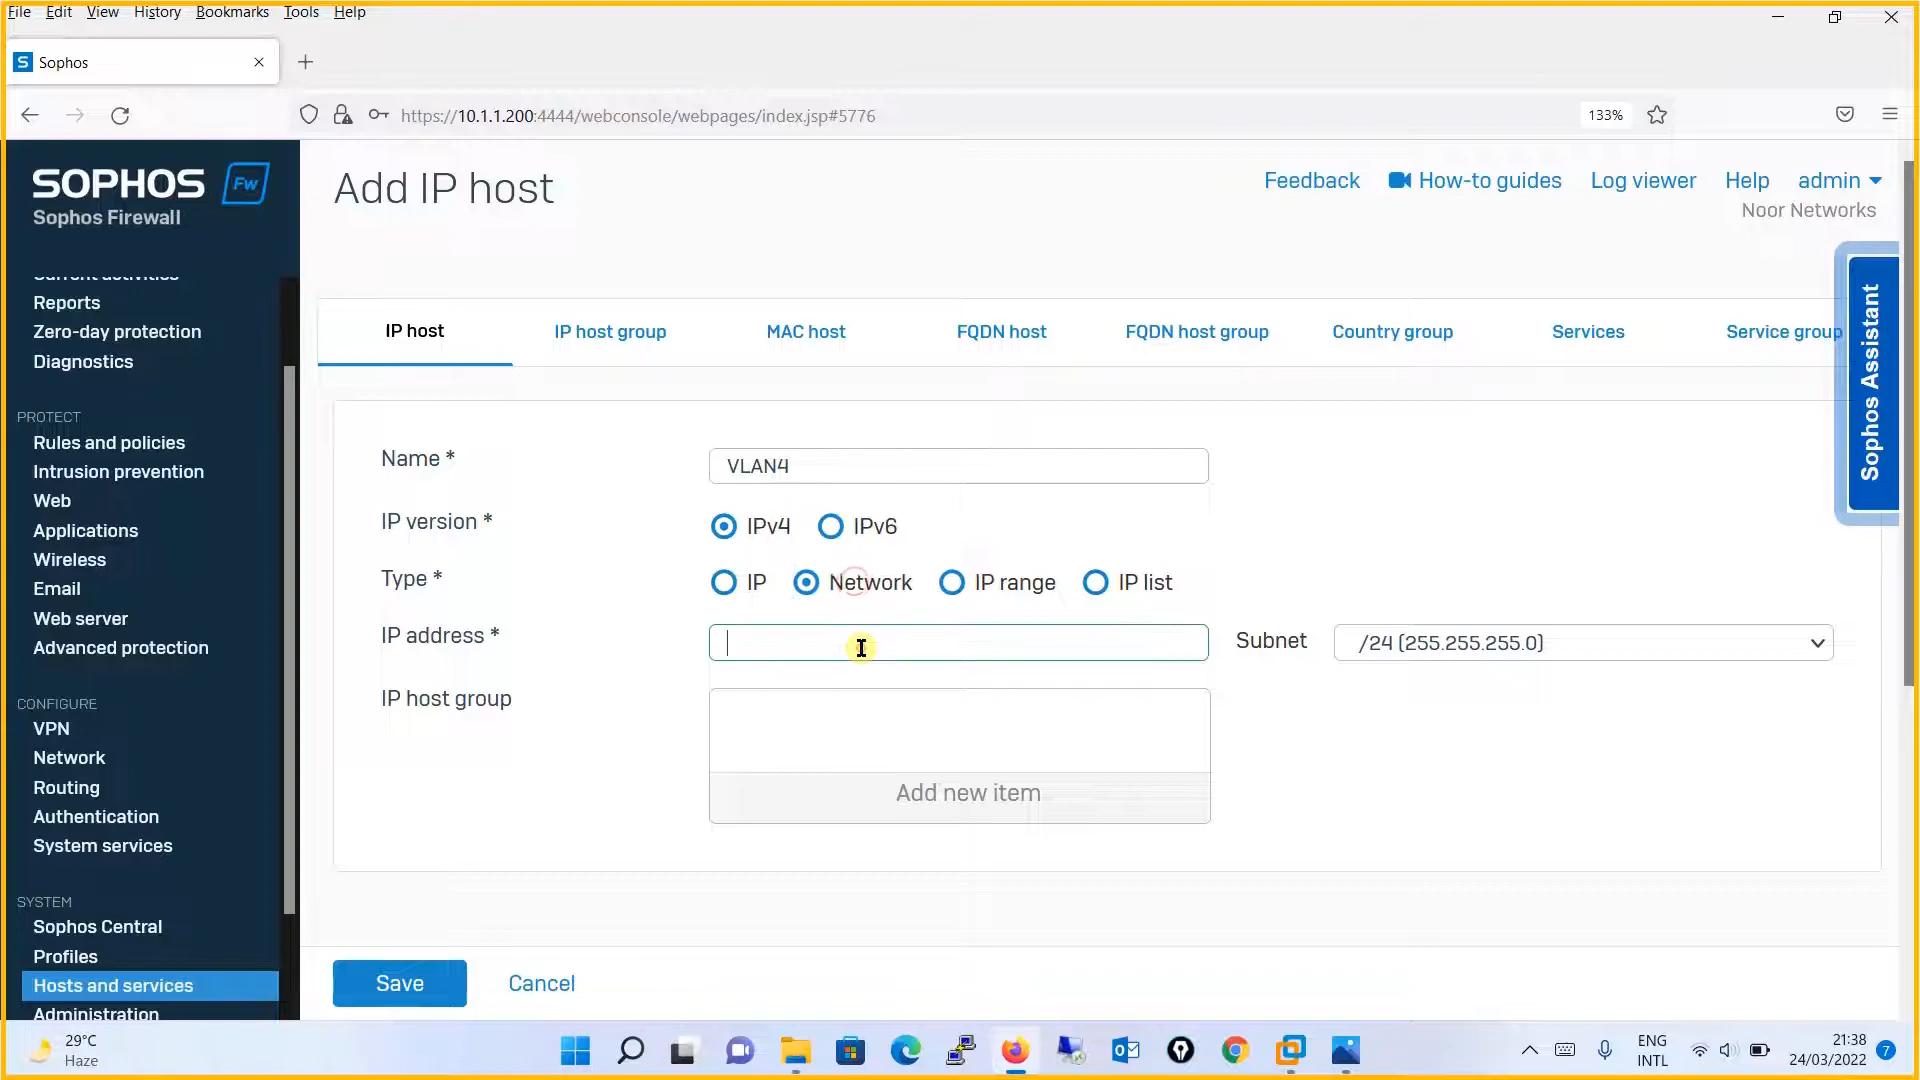 File Edit View History Bookmarks Tools Help
S Sophos
https://10.1.1.200:4444/webconsole/webpages/index.jsp#5776
133%
SOPHOS Fw
Sophos Firewall
Add IP host
Feedback How-to guides Log viewer Help admin
Noor Networks
Current activities
Reports
Zero-day protection
Diagnostics
PROTECT
Rules and policies
Intrusion prevention
Web
Applications
Wireless
Email
Web server
Advanced protection
CONFIGURE
VPN
Network
Routing
Authentication
System services
SYSTEM
Sophos Central
Profiles
Hosts and services
Administration
IP host IP host group MAC host FQDN host FQDN host group Country group Services Service group
Sophos Assistant
Name * VLAN4
IP version * IPv4 IPv6
Type * IP Network IP range IP list
IP address * Subnet /24 (255.255.255.0)
IP host group
Add new item
Save Cancel
29°C
Haze
ENG
INTL
21:38
24/03/2022
7